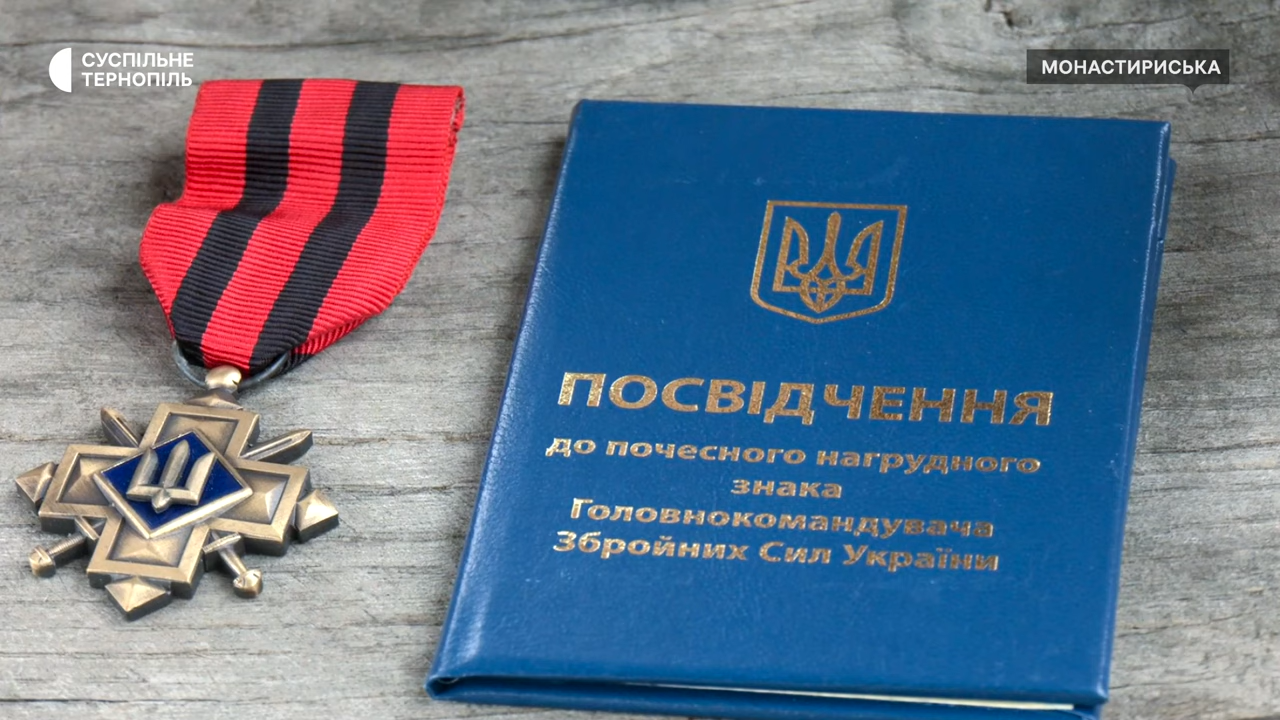 СУСПІЛЬНЕ
ТЕРНОПІЛЬ
МОНАСТИРИСЬКА
ПОСВІДЧЕННЯ
до почесного нагрудного
знака
Головнокомандувача
Збройних Сил України